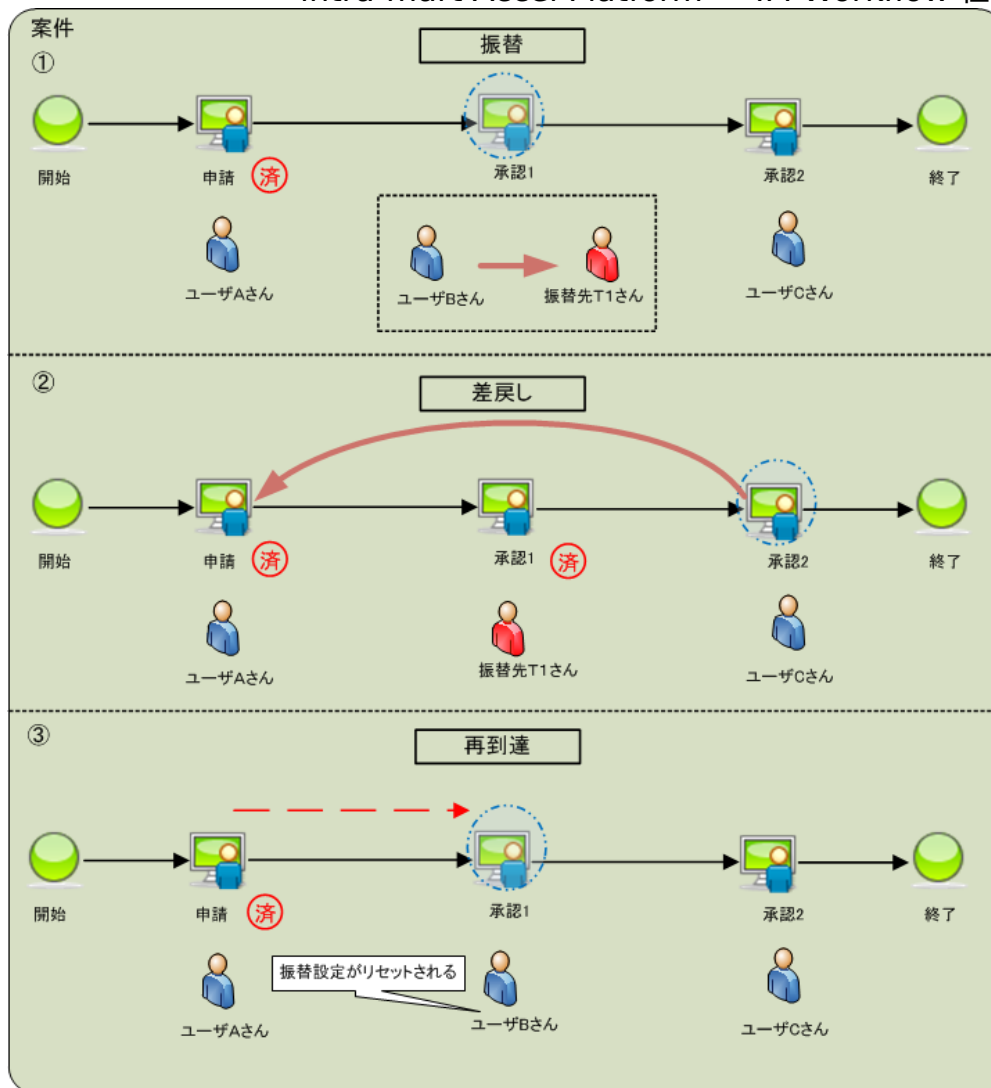 案件
①
振替
開始
申請
済
承認1
承認2
終了
ユーザAさん
ユーザBさん
振替先T1さん
ユーザCさん
②
差戻し
開始
申請
済
承認1
済
承認2
終了
ユーザAさん
振替先T1さん
ユーザCさん
③
再到達
開始
申請
済
承認1
承認2
終了
振替設定がリセットされる
ユーザAさん
ユーザBさん
ユーザCさん